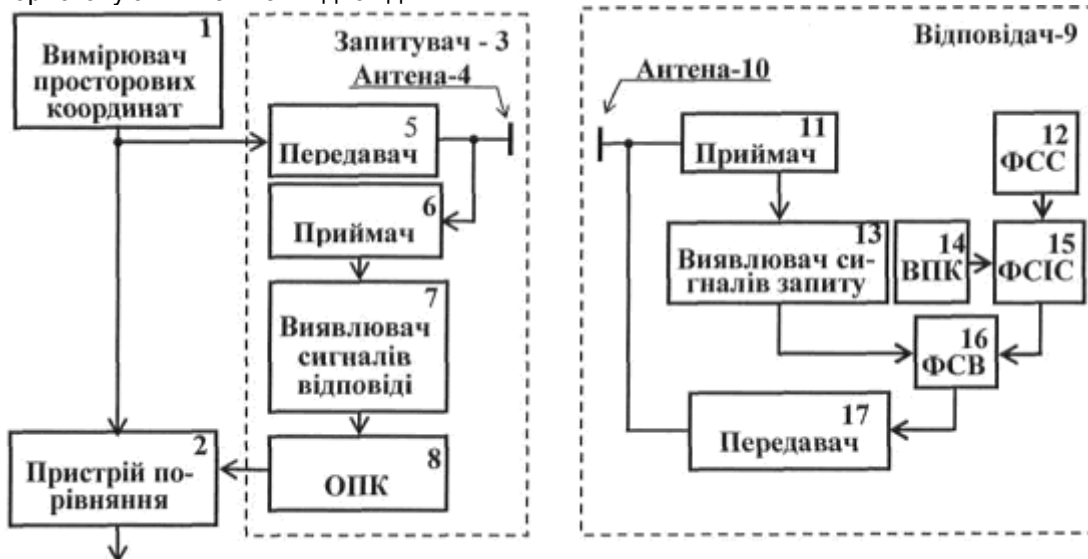 1
Вимірювач
просторових
координат
Запитувач - 3
Антена-4
5
Передавач
6
Приймач
7
Виявлювач
сигналів
відповіді
8
ОПК
2
Пристрій по-
рівняння
Відповідач-9
Антена-10
11
Приймач
12
ФСС
13
Виявлювач си-
гналів запиту
14
ВПК
15
ФСІС
16
ФСВ
17
Передавач